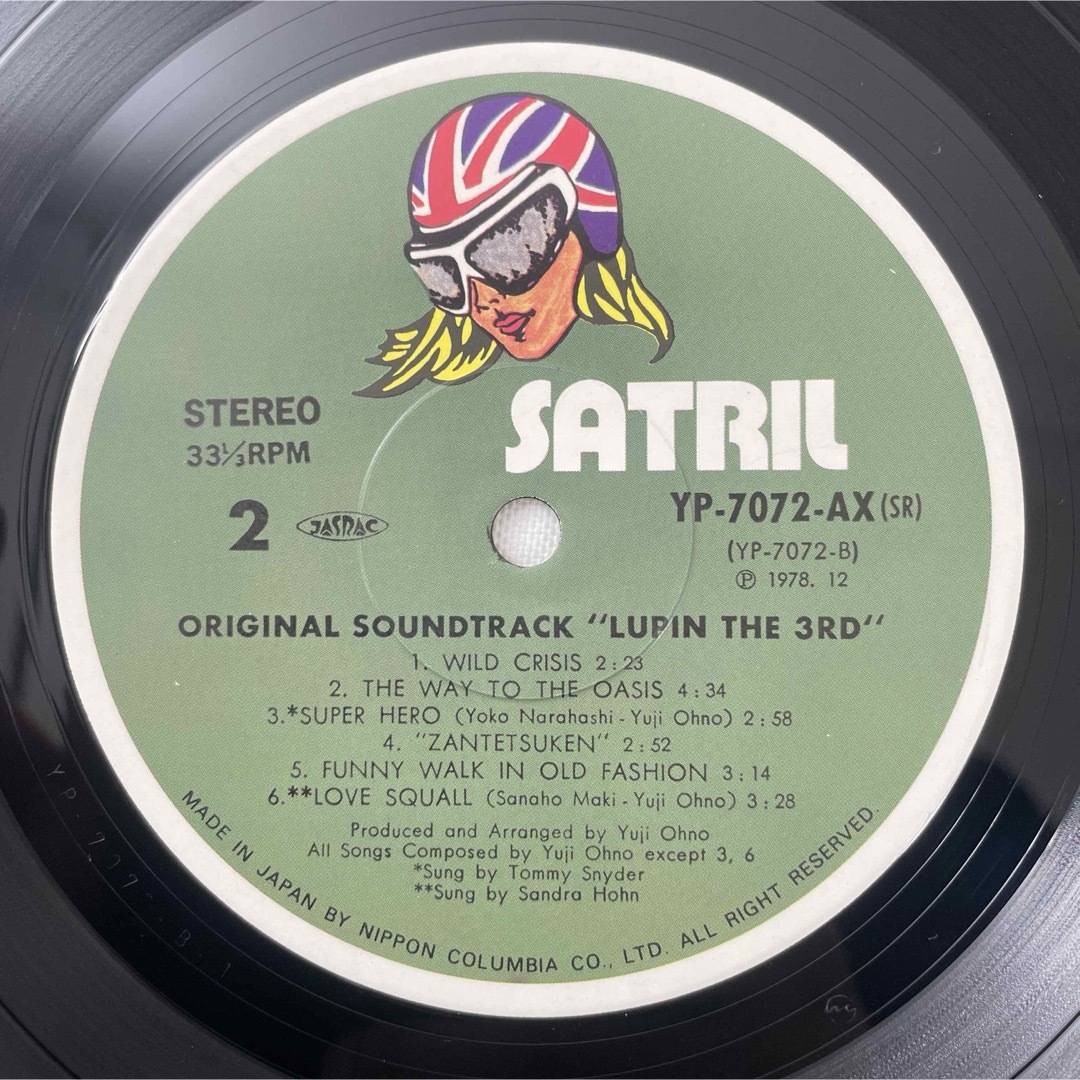 SATRIL
STEREO
33⅓RPM
2
JASRAC
YP-7072-AX(SR)
(YP-7072-B)
Ⓟ 1978. 12
ORIGINAL SOUNDTRACK "LUPIN THE 3RD"
1. WILD CRISIS 2:23
2. THE WAY TO THE OASIS 4:34
3.*SUPER HERO (Yoko Narahashi-Yuji Ohno) 2:58
4. "ZANTETSUKEN" 2:52
5. FUNNY WALK IN OLD FASHION 3:14
6.**LOVE SQUALL (Sanaho Maki-Yuji Ohno) 3:28
Produced and Arranged by Yuji Ohno
All Songs Composed by Yuji Ohno except 3, 6
*Sung by Tommy Snyder
**Sung by Sandra Hohn
MADE IN JAPAN BY NIPPON COLUMBIA CO., LTD. ALL RIGHT RESERVED.